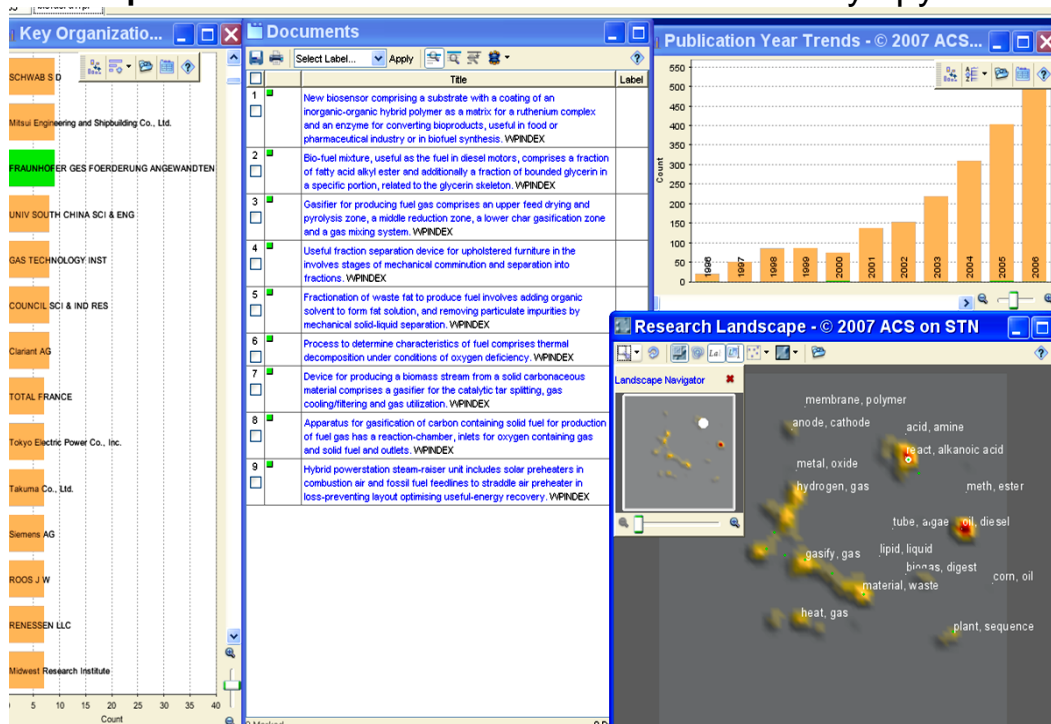 Key Organizatio...
SCHWAB S D
Mitsui Engineering and Shipbuilding Co., Ltd.
FRAUNHOFER GES FOERDERUNG ANGEWANDTEN
UNIV SOUTH CHINA SCI & ENG
GAS TECHNOLOGY INST
COUNCIL SCI & IND RES
Clariant AG
TOTAL FRANCE
Tokyo Electric Power Co., Inc.
Takuma Co., Ltd.
Siemens AG
ROOS J W
RENESSEN LLC
Midwest Research Institute
5 10 15 20 25 30 35 40
Count
Documents
Select Label... Apply
Title Label
1 New biosensor comprising a substrate with a coating of an
inorganic-organic hybrid polymer as a matrix for a ruthenium complex
and an enzyme for converting bioproducts, useful in food or
pharmaceutical industry or in biofuel synthesis. WPINDEX
2 Bio-fuel mixture, useful as the fuel in diesel motors, comprises a fraction
of fatty acid alkyl ester and additionally a fraction of bounded glycerin in
a specific portion, related to the glycerin skeleton. WPINDEX
3 Gasifier for producing fuel gas comprises an upper feed drying and
pyrolysis zone, a middle reduction zone, a lower char gasification zone
and a gas mixing system. WPINDEX
4 Useful fraction separation device for upholstered furniture in the
involves stages of mechanical comminution and separation into
fractions. WPINDEX
5 Fractionation of waste fat to produce fuel involves adding organic
solvent to form fat solution, and removing particulate impurities by
mechanical solid-liquid separation. WPINDEX
6 Process to determine characteristics of fuel comprises thermal
decomposition under conditions of oxygen deficiency. WPINDEX
7 Device for producing a biomass stream from a solid carbonaceous
material comprises a gasifier for the catalytic tar splitting, gas
cooling/filtering and gas utilization. WPINDEX
8 Apparatus for gasification of carbon containing solid fuel for production
of fuel gas has a reaction-chamber, inlets for oxygen containing gas
and solid fuel and outlets. WPINDEX
9 Hybrid powerstation steam-raiser unit includes solar preheaters in
combustion air and fossil fuel feedlines to straddle air preheater in
loss-preventing layout optimising useful-energy recovery. WPINDEX
Publication Year Trends - © 2007 ACS...
550
500
450
400
350
300
250
200
150
100
50
0
Count
1996 1997 1998 1999 2000 2001 2002 2003 2004 2005 2006
Research Landscape - © 2007 ACS on STN
Landscape Navigator
membrane, polymer
anode, cathode
acid, amine
react, alkanoic acid
metal, oxide
hydrogen, gas
meth, ester
tube, algae
oil, diesel
gasify, gas
lipid, liquid
biogas, digest
corn, oil
material, waste
heat, gas
plant, sequence